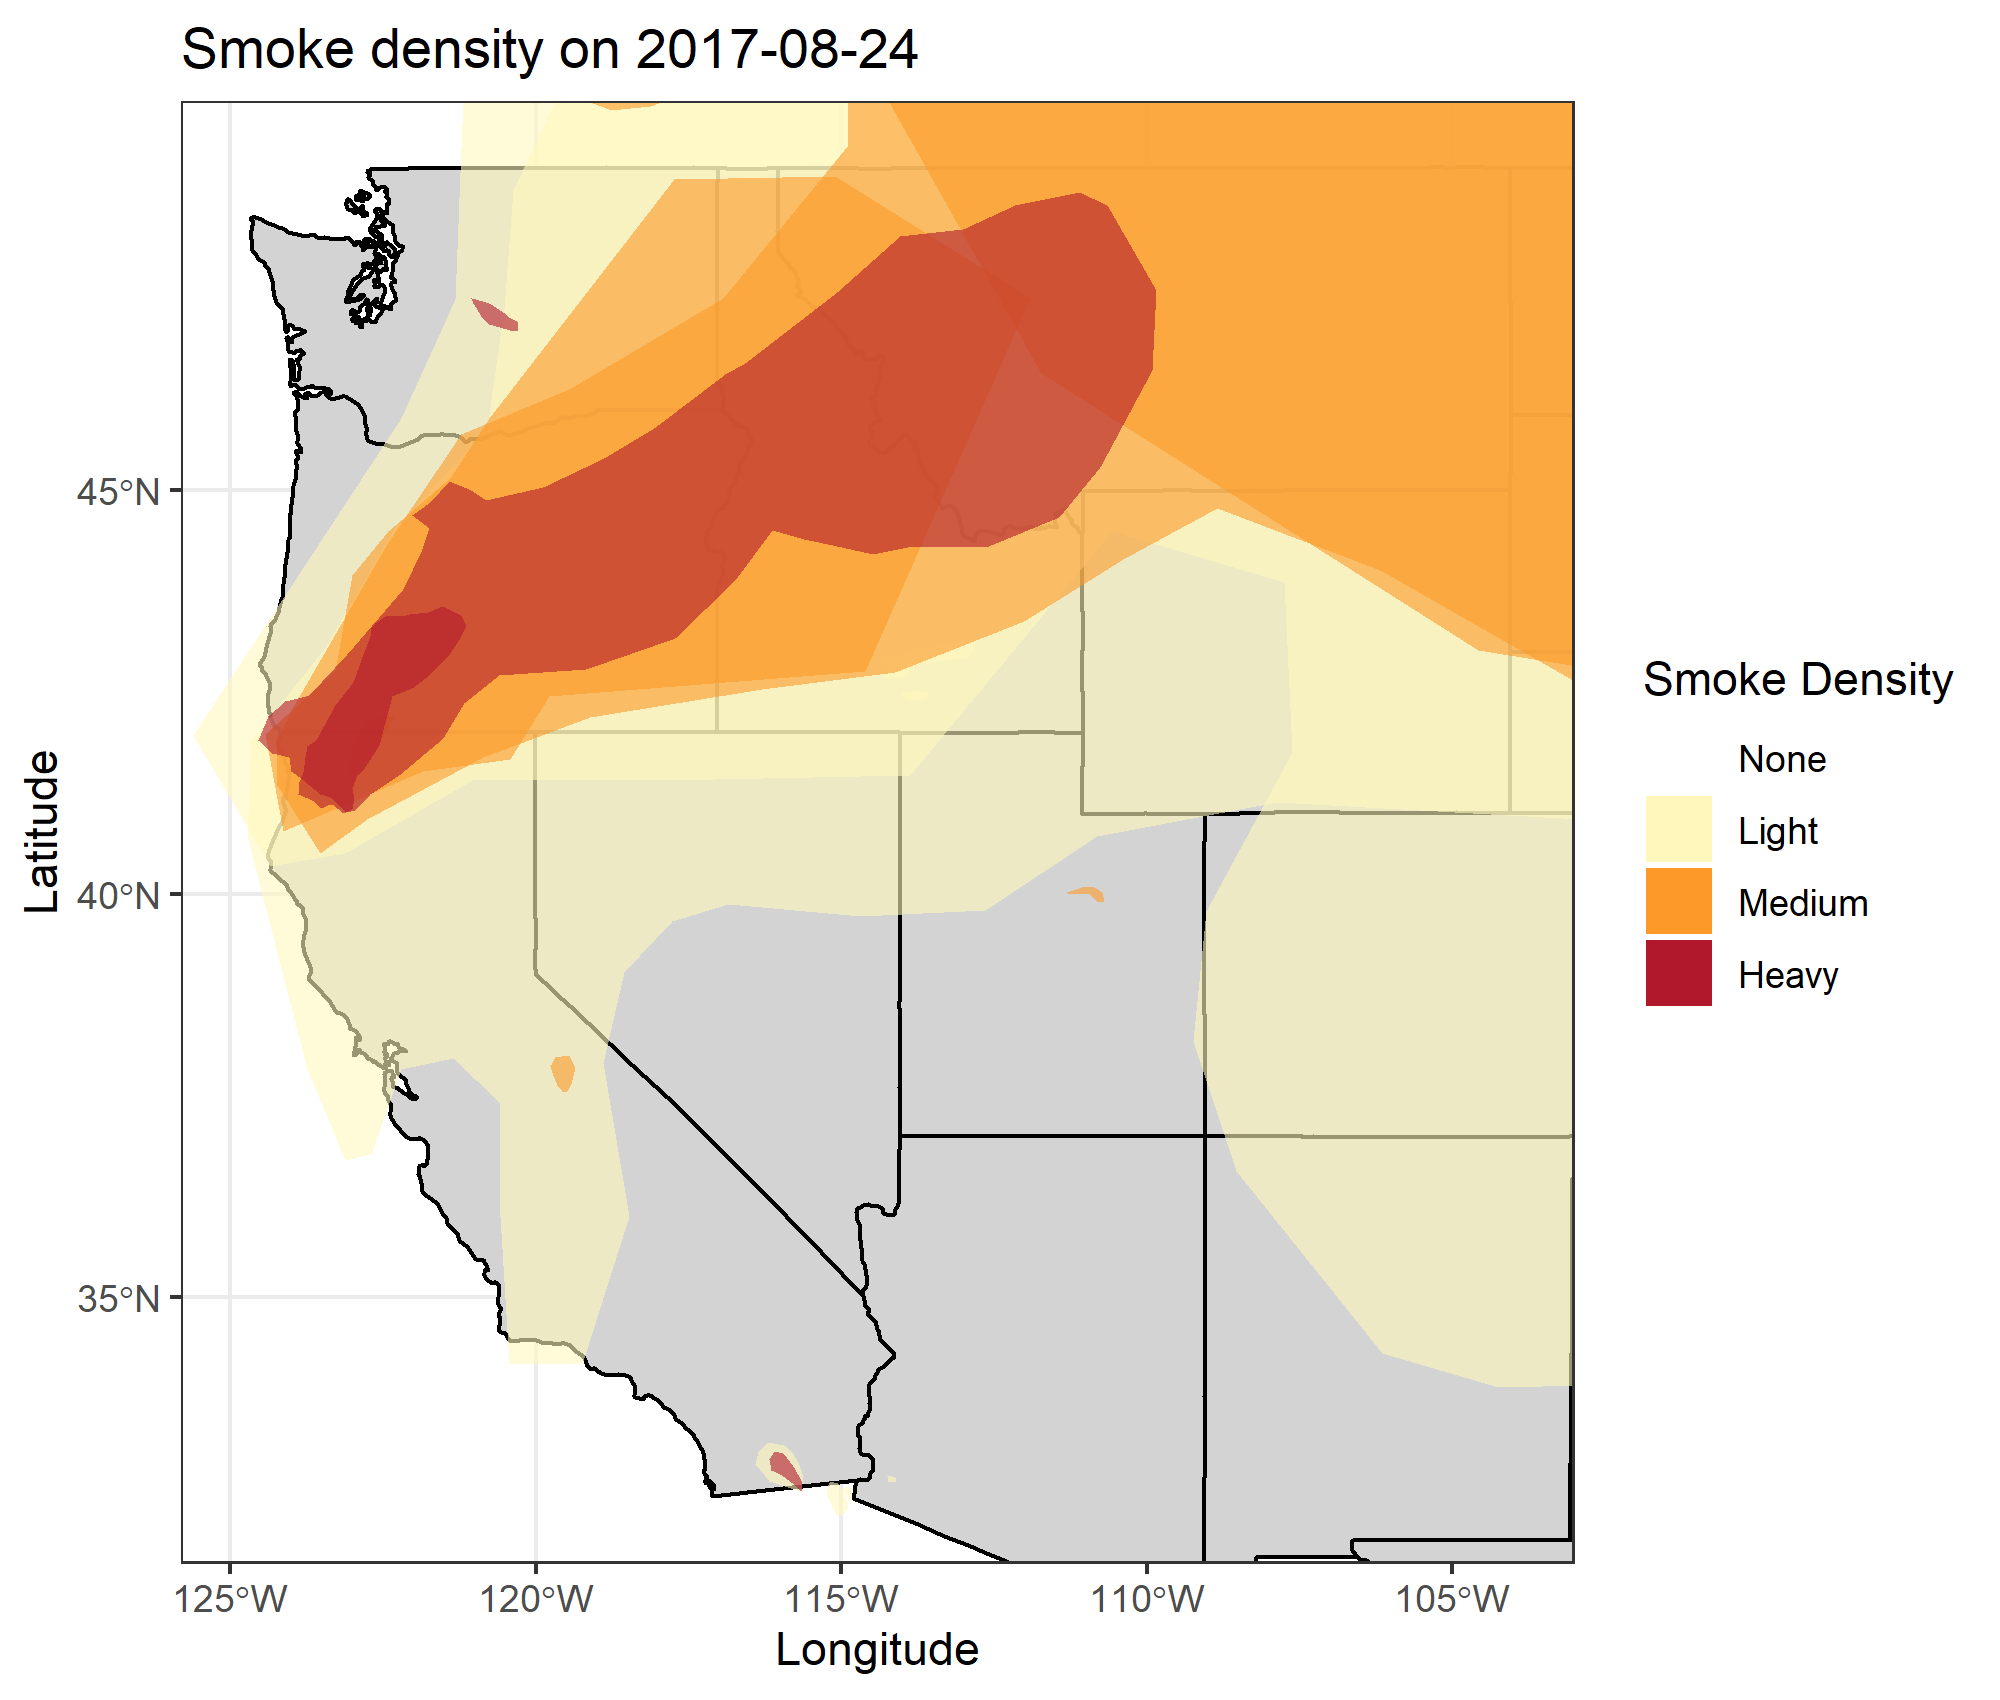 Smoke density on 2017-08-24
45°N
40°N
35°N
Latitude
125°W 120°W 115°W 110°W 105°W
Longitude
Smoke Density
None
Light
Medium
Heavy